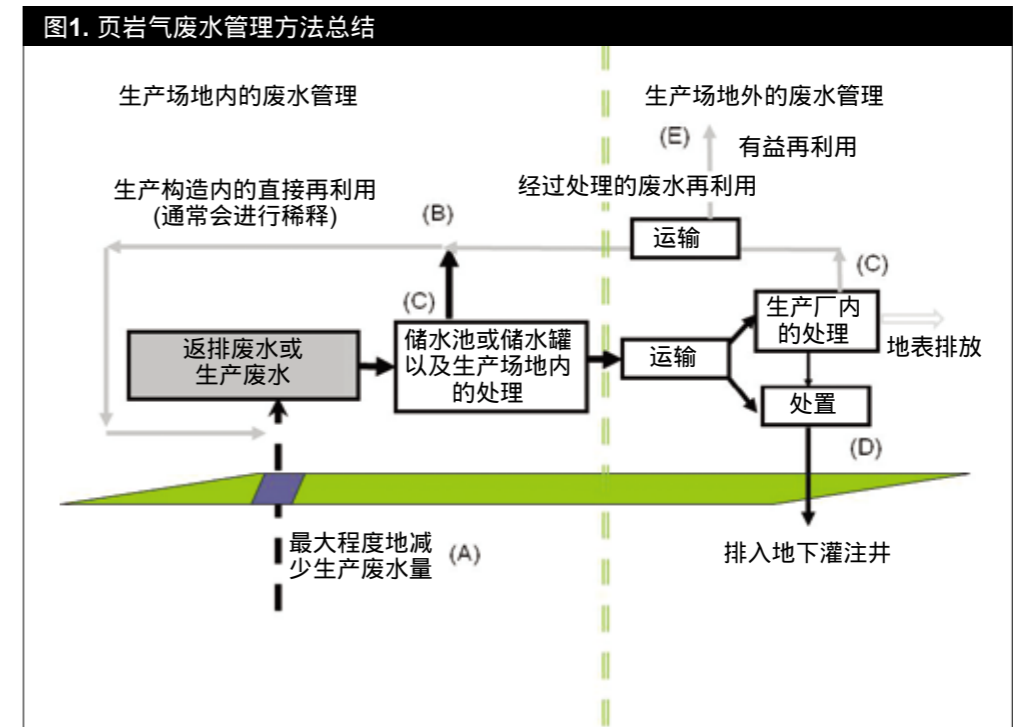 图1. 页岩气废水管理方法总结
生产场地内的废水管理
生产场地外的废水管理
(E)
有益再利用
生产构造内的直接再利用
(通常会进行稀释)
(B)
经过处理的废水再利用
运输
(C)
(C)
返排废水或
生产废水
储水池或储水罐
以及生产场地内
的处理
运输
生产厂内
的处理
地表排放
处置
(D)
最大程度地减
少生产废水量
(A)
排入地下灌注井